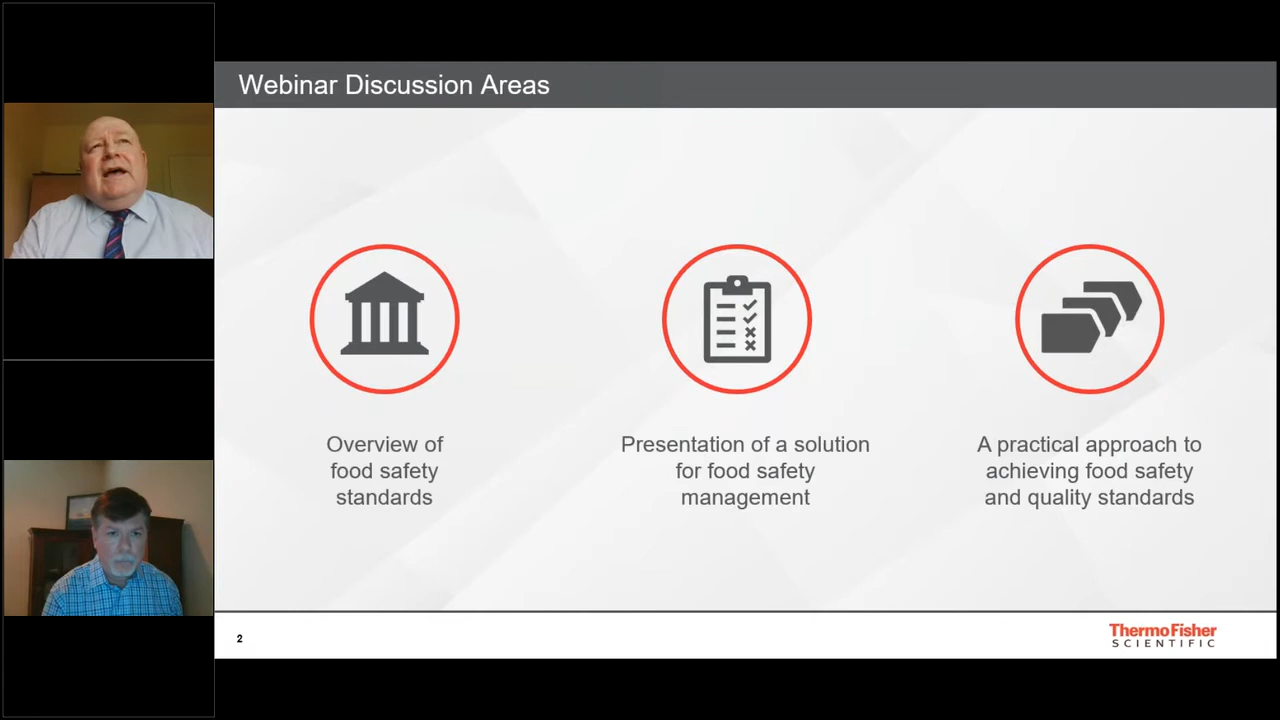 Webinar Discussion Areas
Overview of
food safety
standards
Presentation of a solution
for food safety
management
A practical approach to
achieving food safety
and quality standards
2
ThermoFisher
SCIENTIFIC